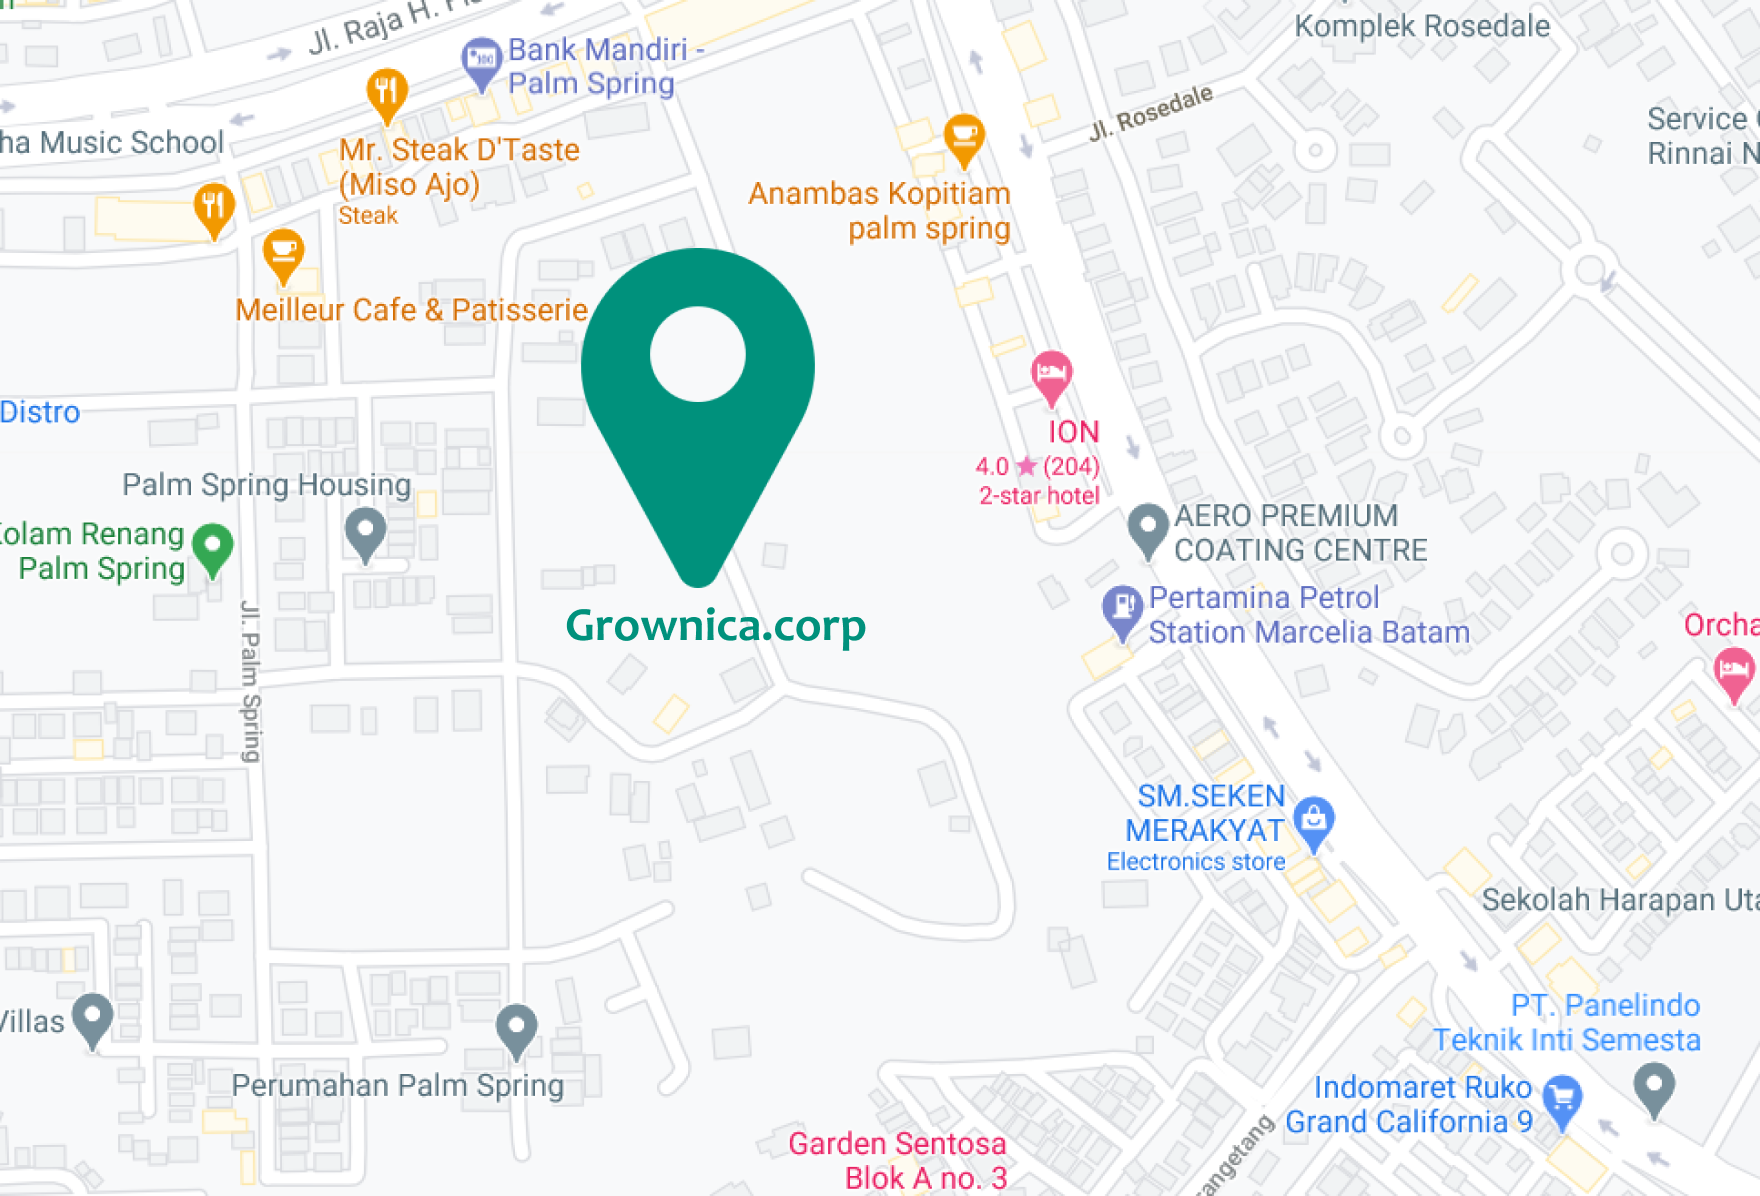 Jl. Raja H.
Komplek Rosedale
Bank Mandiri -
Palm Spring
Jl. Rosedale
Service
Rinnai
ha Music School
Mr. Steak D'Taste
(Miso Ajo)
Steak
Anambas Kopitiam
palm spring
Meilleur Cafe & Patisserie
Distro
ION
4.0 ★ (204)
2-star hotel
Palm Spring Housing
Kolam Renang
Palm Spring
AERO PREMIUM
COATING CENTRE
Pertamina Petrol
Station Marcelia Batam
Grownica.corp
Orcha
Jl. Palm Spring
SM.SEKEN
MERAKYAT
Electronics store
Sekolah Harapan Uta
Villas
PT. Panelindo
Teknik Inti Semesta
Perumahan Palm Spring
Indomaret Ruko
Grand California 9
Garden Sentosa
Blok A no. 3
angetang